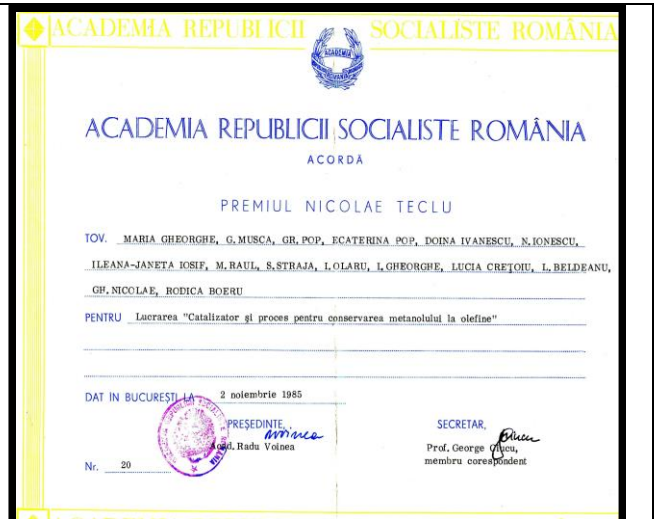 ACADEMIA REPUBLICII SOCIALISTE ROMÂNIA
ACADEMIA
ACADEMIA REPUBLICII SOCIALISTE ROMÂNIA
ACORDĂ
PREMIUL NICOLAE TECLU
TOV. MARIA GHEORGHE, G.MUSCA, GR.POP, ECATERINA POP, DOINA IVANESCU, N.IONESCU,
ILEANA-JANETA IOSIF, M.RAUL, S.STRAJA, I.OLARU, I.GHEORGHE, LUCIA CREŢOIU, L.BELDEANU,
GH.NICOLAE, RODICA BOERU
PENTRU Lucrarea "Catalizator şi proces pentru conservarea metanolului la olefine"
DAT ÎN BUCUREŞTI LA 2 noiembrie 1985
PREŞEDINTE,
Acad. Radu Voinea
SECRETAR,
Prof. George Ciucu,
membru corespondent
Nr. 20